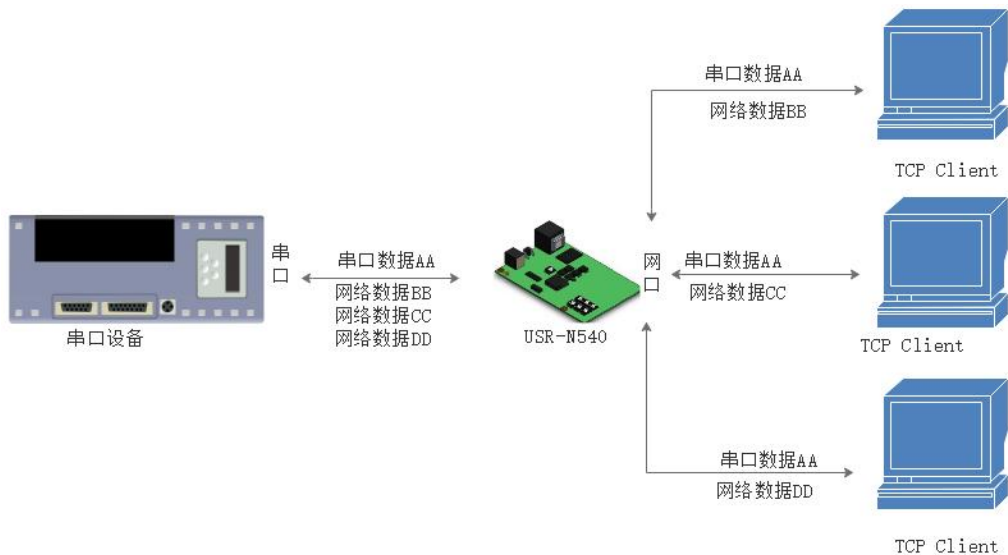 串口数据AA
网络数据BB
TCP Client
串口
串口数据AA
网络数据BB
网络数据CC
网络数据DD
串口设备
USR-N540
网口
串口数据AA
网络数据CC
TCP Client
串口数据AA
网络数据DD
TCP Client